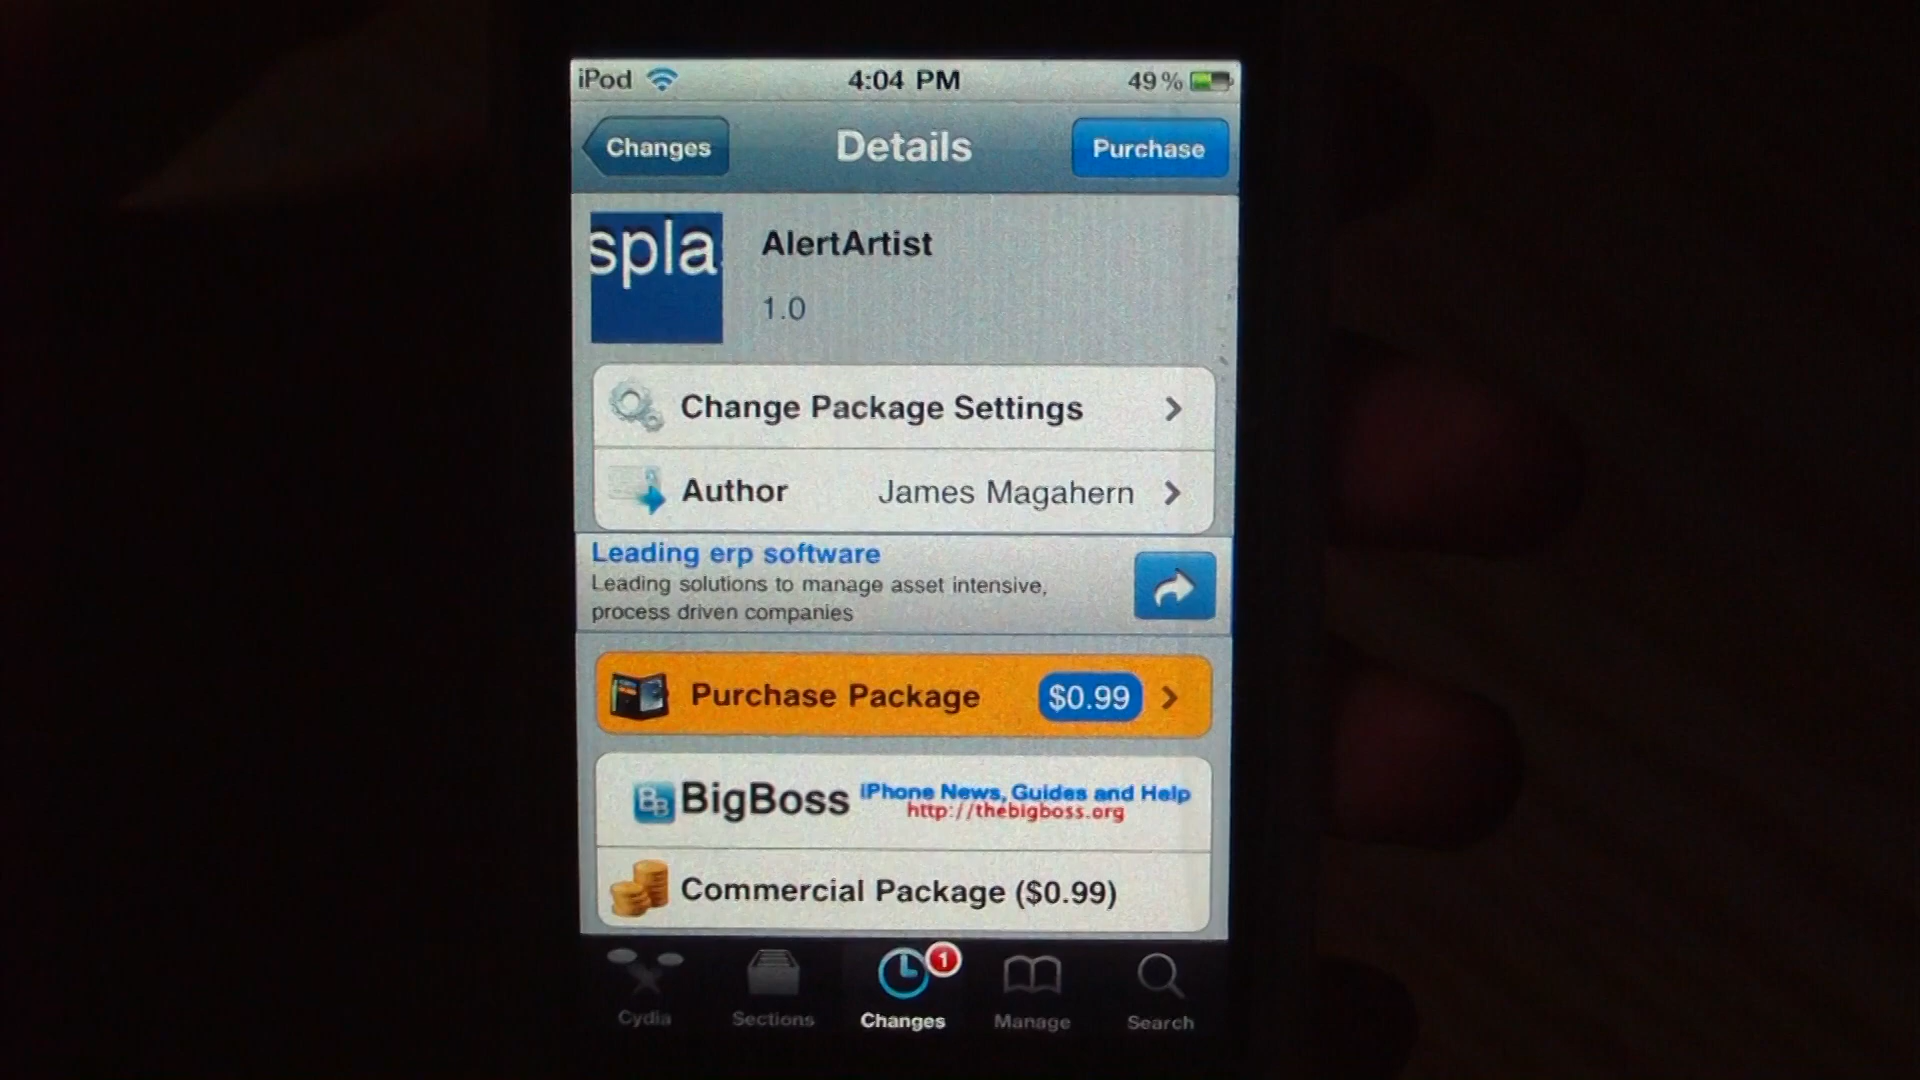 iPod 4:04 PM 49%
Changes Details Purchase
spla
AlertArtist
1.0
Change Package Settings
Author James Magahern
Leading erp software
Leading solutions to manage asset intensive,
process driven companies
Purchase Package $0.99
BB BigBoss iPhone News, Guides and Help
http://thebigboss.org
Commercial Package ($0.99)
1
Cydia Sections Changes Manage Search